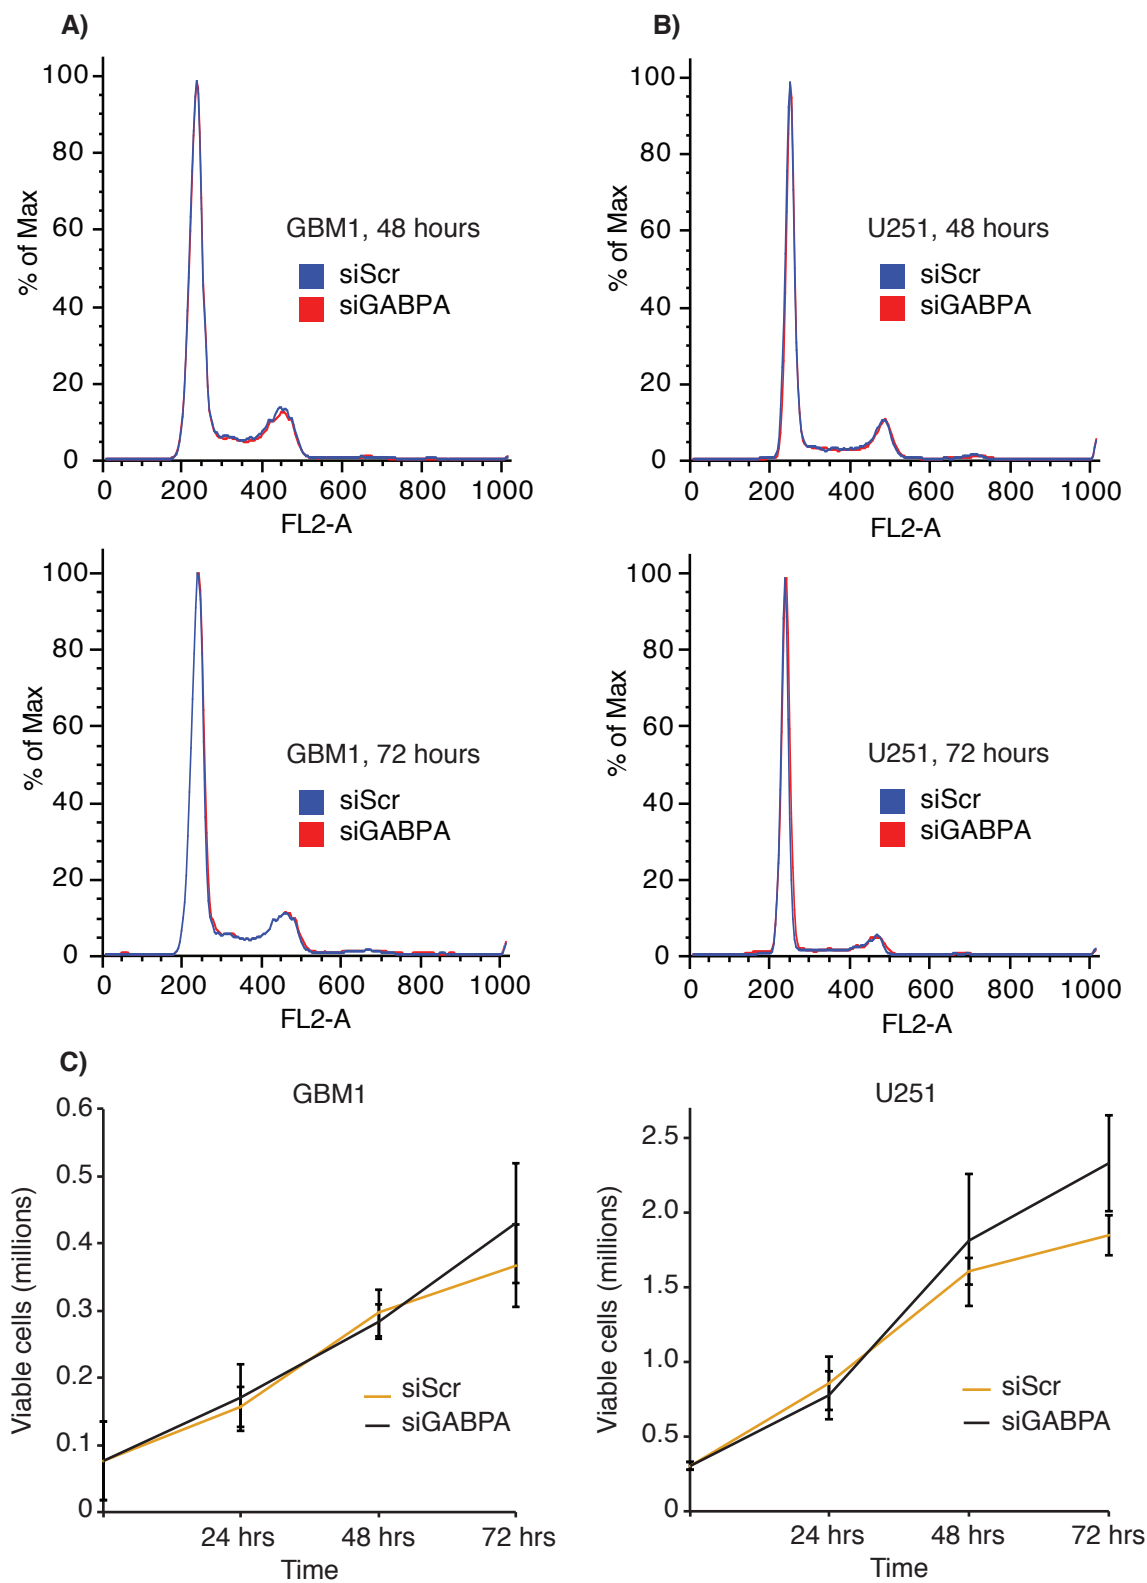 A)
B)
100
80
60
40
20
0
% of Max
GBM1, 48 hours
siScr
siGABPA
0 200 400 600 800 1000
FL2-A
100
80
60
40
20
0
% of Max
U251, 48 hours
siScr
siGABPA
0 200 400 600 800 1000
FL2-A
100
80
60
40
20
0
% of Max
GBM1, 72 hours
siScr
siGABPA
0 200 400 600 800 1000
FL2-A
100
80
60
40
20
0
% of Max
U251, 72 hours
siScr
siGABPA
0 200 400 600 800 1000
FL2-A
C)
GBM1
0.6
0.5
0.4
0.3
0.2
0.1
0
Viable cells (millions)
siScr
siGABPA
24 hrs 48 hrs 72 hrs
Time
U251
2.5
2.0
1.5
1.0
0.5
0
Viable cells (millions)
siScr
siGABPA
24 hrs 48 hrs 72 hrs
Time